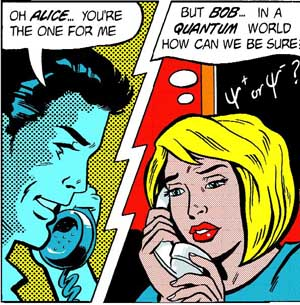 OH ALICE... YOU'RE
THE ONE FOR ME
BUT BOB... IN A
QUANTUM WORLD
HOW CAN WE BE SURE?
Ψ⁺ or Ψ⁻ ?